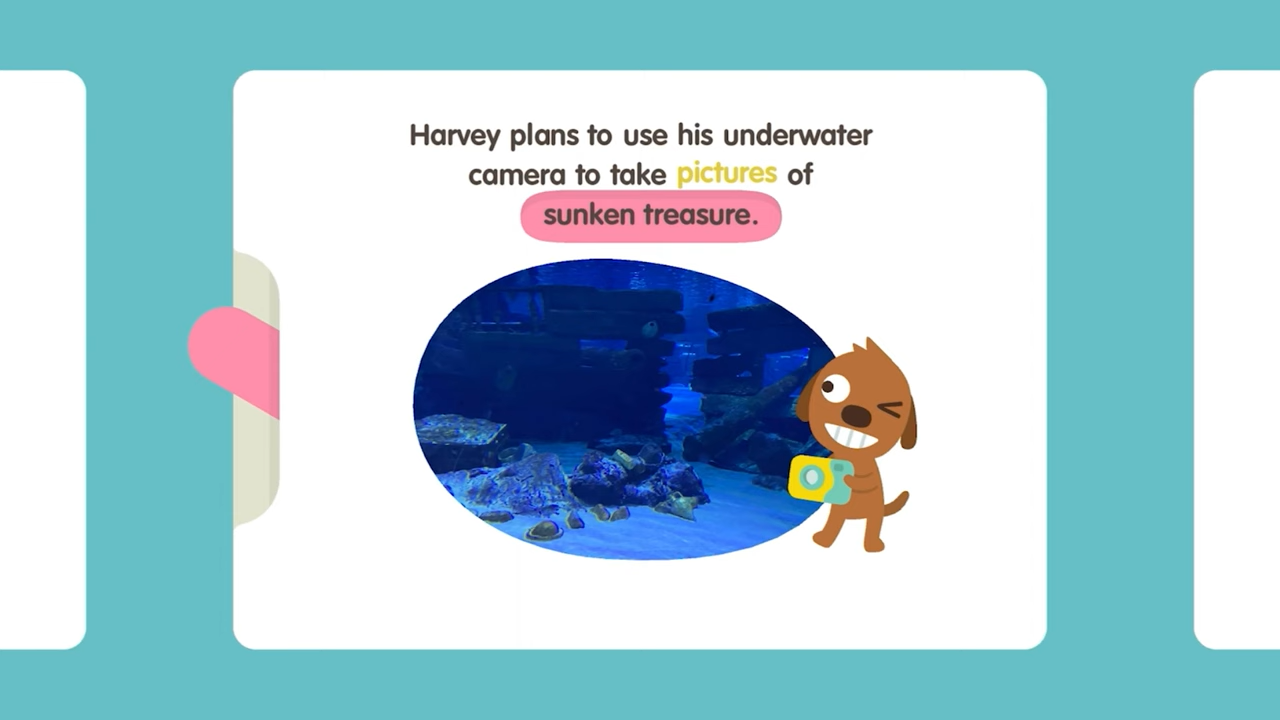 Harvey plans to use his underwater
camera to take pictures of
sunken treasure.